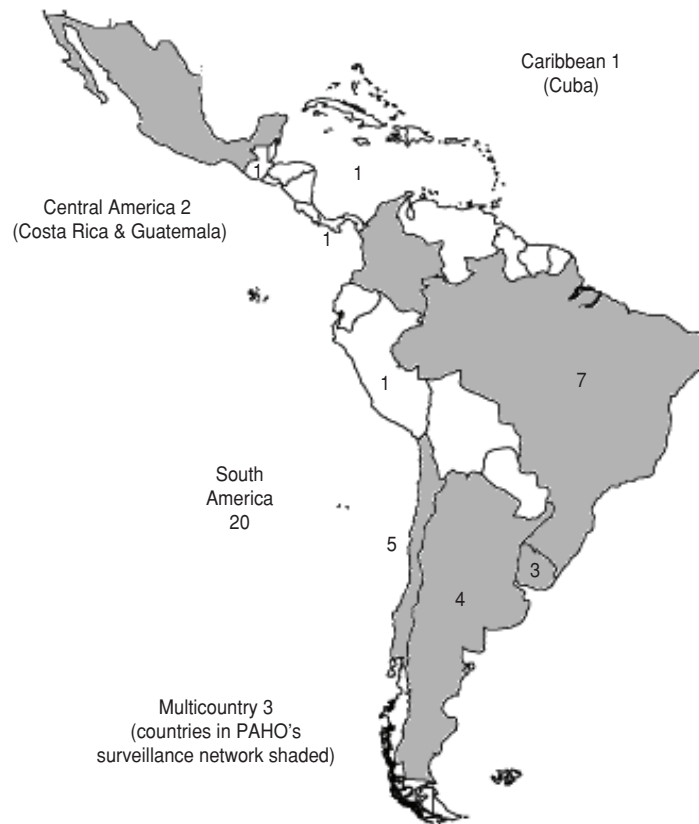 Caribbean 1
(Cuba)
1
1
Central America 2
(Costa Rica & Guatemala)
1
1
7
South
America
20
5
3
4
Multicountry 3
(countries in PAHO's
surveillance network shaded)